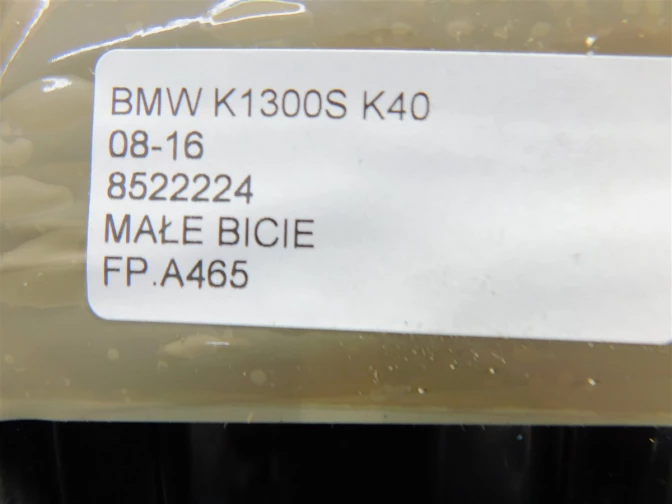 BMW K1300S K40
08-16
8522224
MAŁE BICIE
FP.A465